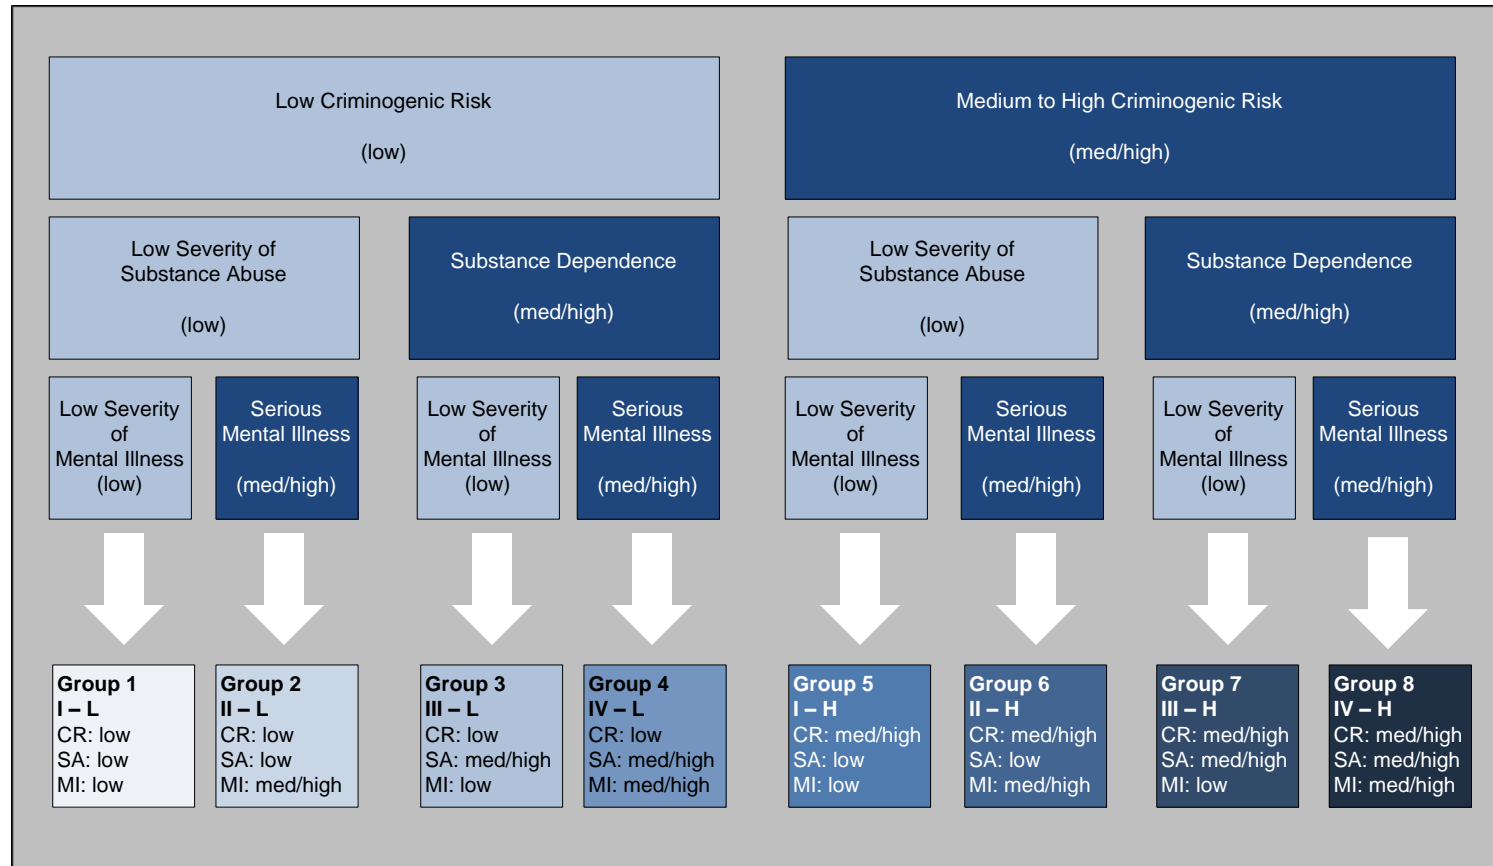 Low Criminogenic Risk
(low)
Medium to High Criminogenic Risk
(med/high)
Low Severity of
Substance Abuse
(low)
Substance Dependence
(med/high)
Low Severity of
Substance Abuse
(low)
Substance Dependence
(med/high)
Low Severity
of
Mental Illness
(low)
Serious
Mental Illness
(med/high)
Low Severity
of
Mental Illness
(low)
Serious
Mental Illness
(med/high)
Low Severity
of
Mental Illness
(low)
Serious
Mental Illness
(med/high)
Low Severity
of
Mental Illness
(low)
Serious
Mental Illness
(med/high)
Group 1
I – L
CR: low
SA: low
MI: low
Group 2
II – L
CR: low
SA: low
MI: med/high
Group 3
III – L
CR: low
SA: med/high
MI: low
Group 4
IV – L
CR: low
SA: med/high
MI: med/high
Group 5
I – H
CR: med/high
SA: low
MI: low
Group 6
II – H
CR: med/high
SA: low
MI: med/high
Group 7
III – H
CR: med/high
SA: med/high
MI: low
Group 8
IV – H
CR: med/high
SA: med/high
MI: med/high